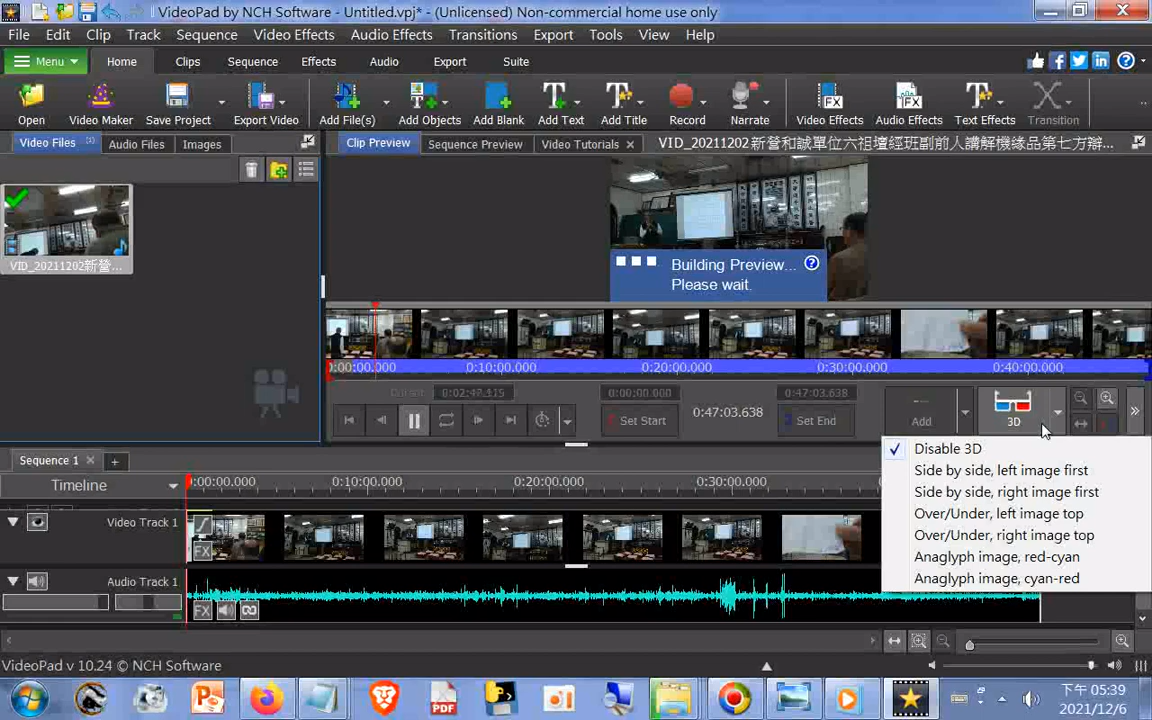 VideoPad by NCH Software - Untitled.vpj* - (Unlicensed) Non-commercial home use only
File Edit Clip Track Sequence Video Effects Audio Effects Transitions Export Tools View Help
Menu Home Clips Sequence Effects Audio Export Suite
Open Video Maker Save Project Export Video Add File(s) Add Objects Add Blank Add Text Add Title Record Narrate Video Effects Audio Effects Text Effects Transition
Video Files Audio Files Images
Clip Preview Sequence Preview Video Tutorials VID_20211202新營和誠單位六祖壇經班副前人講解機緣品第七方辯...
VID_20211202新營...
Building Preview...
Please wait.
0:00:00.000 0:10:00.000 0:20:00.000 0:30:00.000 0:40:00.000
0:00:00.000 0:47:03.638
Set Start 0:47:03.638 Set End Add 3D
Disable 3D
Side by side, left image first
Side by side, right image first
Over/Under, left image top
Over/Under, right image top
Anaglyph image, red-cyan
Anaglyph image, cyan-red
Sequence 1
Timeline 0:00:00.000 0:10:00.000 0:20:00.000 0:30:00.000
Video Track 1
FX
Audio Track 1
FX
VideoPad v 10.24 © NCH Software
PDF
下午 05:39
2021/12/6